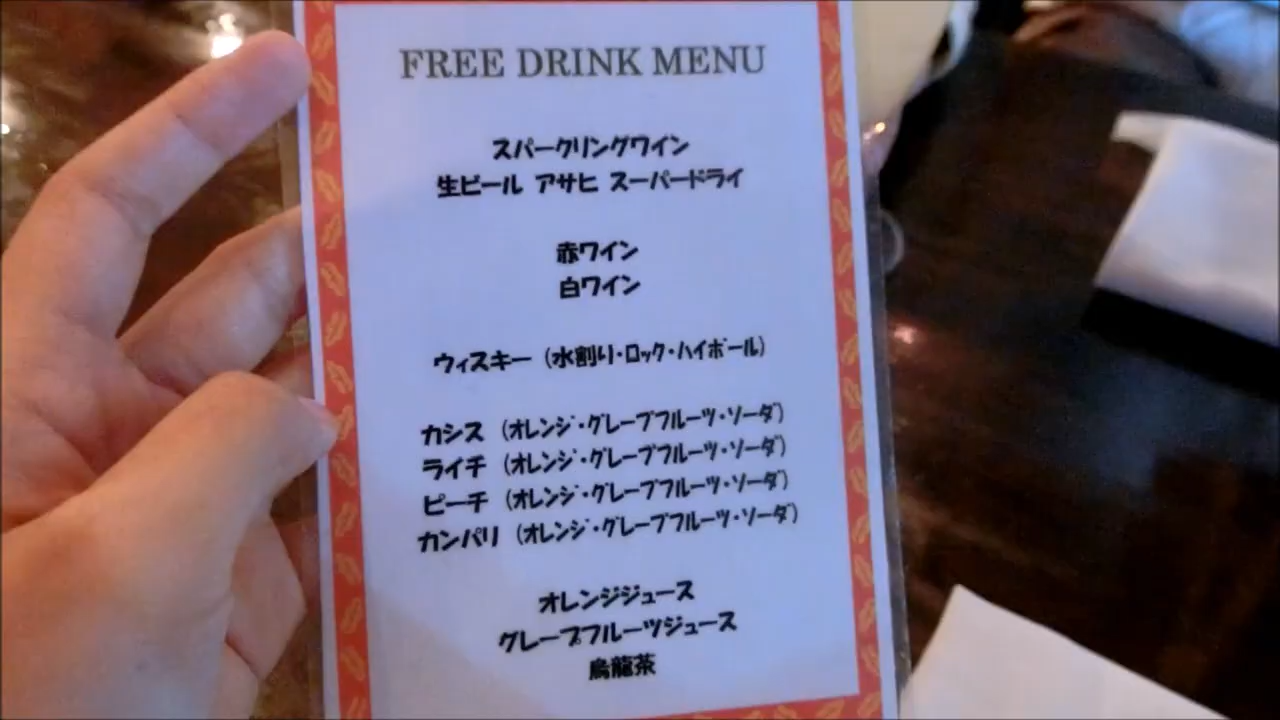 FREE DRINK MENU
スパークリングワイン
生ビール アサヒ スーパードライ
赤ワイン
白ワイン
ウィスキー (水割り・ロック・ハイボール)
カシス (オレンジ・グレープフルーツ・ソーダ)
ライチ (オレンジ・グレープフルーツ・ソーダ)
ピーチ (オレンジ・グレープフルーツ・ソーダ)
カンパリ (オレンジ・グレープフルーツ・ソーダ)
オレンジジュース
グレープフルーツジュース
烏龍茶